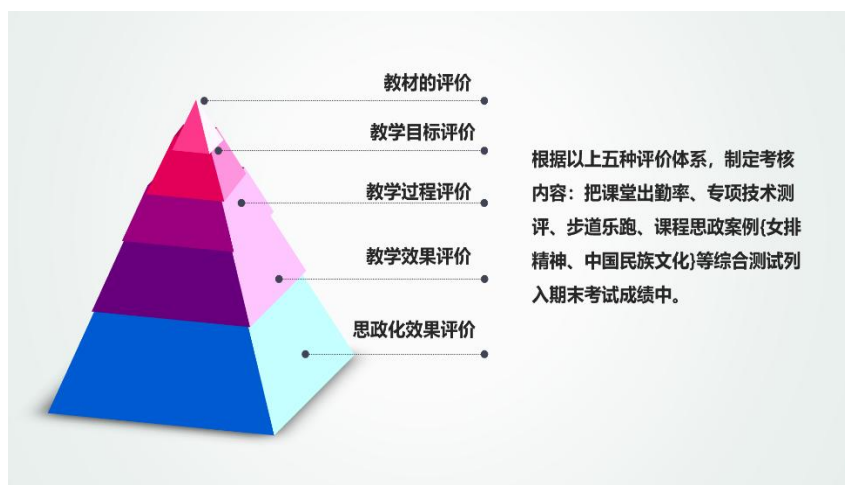 教材的评价
教学目标评价
教学过程评价
教学效果评价
思政化效果评价
根据以上五种评价体系，制定考核
内容：把课堂出勤率、专项技术测
评、步道乐跑、课程思政案例{女排
精神、中国民族文化}等综合测试列
入期末考试成绩中。